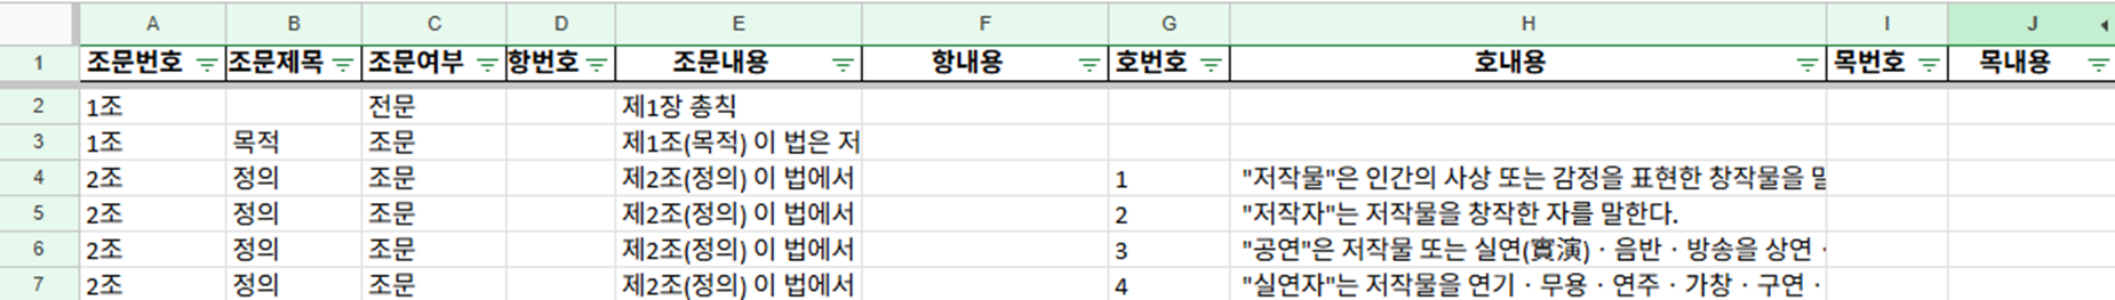 A B C D E F G H I J
1 조문번호 조문제목 조문여부 항번호 조문내용 항내용 호번호 호내용 목번호 목내용
2 1조 전문 제1장 총칙
3 1조 목적 조문 제1조(목적) 이 법은 저
4 2조 정의 조문 제2조(정의) 이 법에서 1 "저작물"은 인간의 사상 또는 감정을 표현한 창작물을 말
5 2조 정의 조문 제2조(정의) 이 법에서 2 "저작자"는 저작물을 창작한 자를 말한다.
6 2조 정의 조문 제2조(정의) 이 법에서 3 "공연"은 저작물 또는 실연(實演)ㆍ음반ㆍ방송을 상연ㆍ
7 2조 정의 조문 제2조(정의) 이 법에서 4 "실연자"는 저작물을 연기ㆍ무용ㆍ연주ㆍ가창ㆍ구연ㆍ